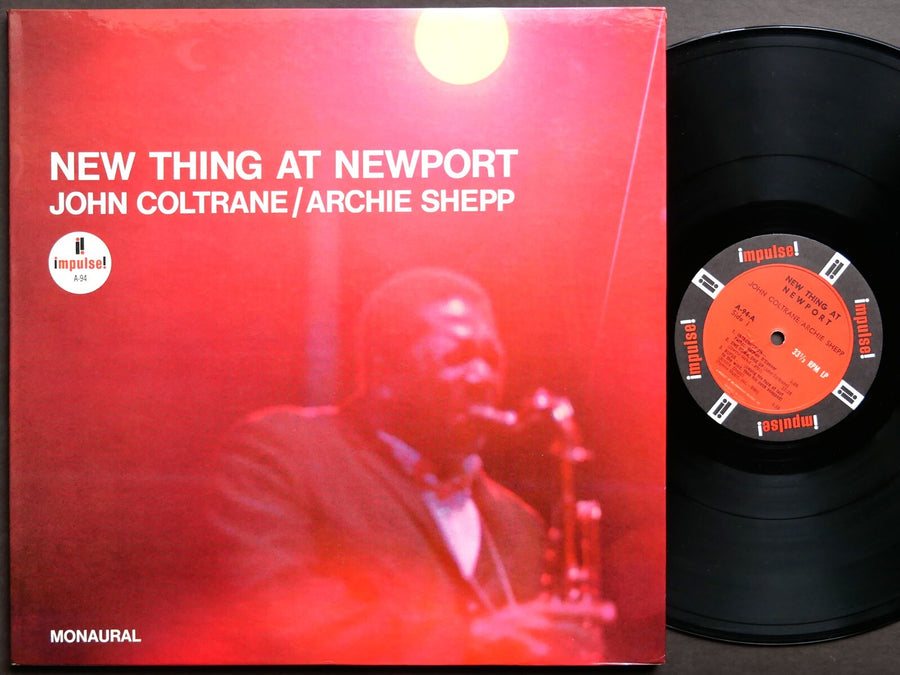 NEW THING AT NEWPORT
JOHN COLTRANE/ARCHIE SHEPP
impulse!
A-94
MONAURAL
impulse!
impulse!
impulse!
impulse!
NEW THING AT
NEWPORT
JOHN COLTRANE/ARCHIE SHEPP
A-94-A
Side 1
33⅓ RPM LP